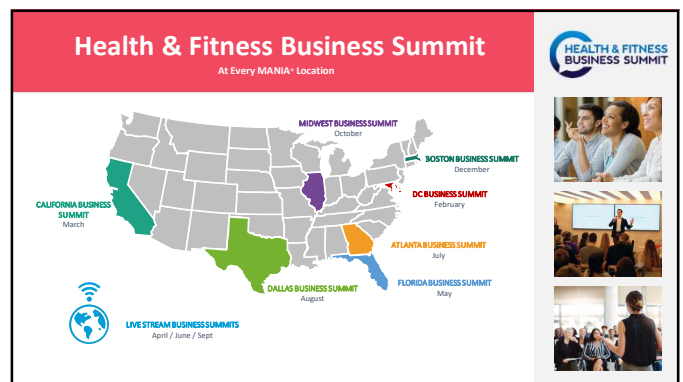 Health & Fitness Business Summit
At Every MANIA® Location
HEALTH & FITNESS
BUSINESS SUMMIT
MIDWEST BUSINESS SUMMIT
October
BOSTON BUSINESS SUMMIT
December
DC BUSINESS SUMMIT
February
CALIFORNIA BUSINESS
SUMMIT
March
ATLANTA BUSINESS SUMMIT
July
FLORIDA BUSINESS SUMMIT
May
DALLAS BUSINESS SUMMIT
August
LIVE STREAM BUSINESS SUMMITS
April / June / Sept